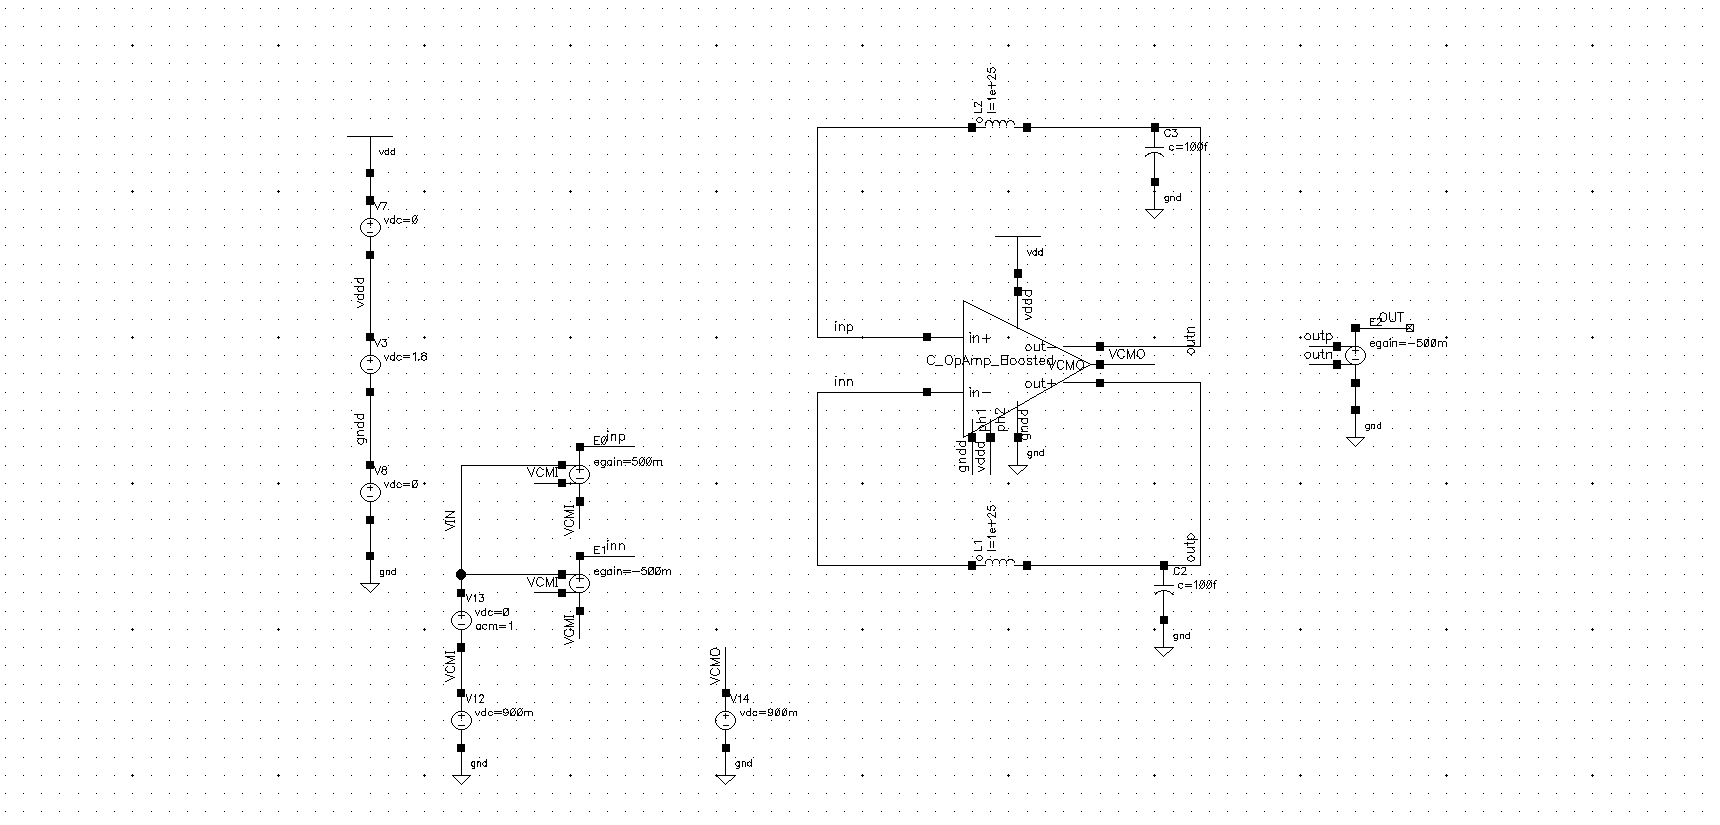 vdd
V7
vdc=0
vddd
V3
vdc=1.8
gndd
V8
vdc=0
gnd
VIN
E0
inp
egain=500m
VCMI
VCMI
E1
inn
egain=-500m
VCMI
VCMI
V13
vdc=0
acm=1
VCMI
V12
vdc=900m
gnd
VCMO
V14
vdc=900m
gnd
L2
l=1e+25
C3
c=100f
gnd
vdd
vddd
inp
in+
out-
outn
VCMO
C_OpAmp_Boosted
VCMO
inn
in-
out+
ph1
ph2
gndd
gndd
vddd
gnd
L1
l=1e+25
outp
C2
c=100f
gnd
E2
OUT
outp
egain=-500m
outn
gnd